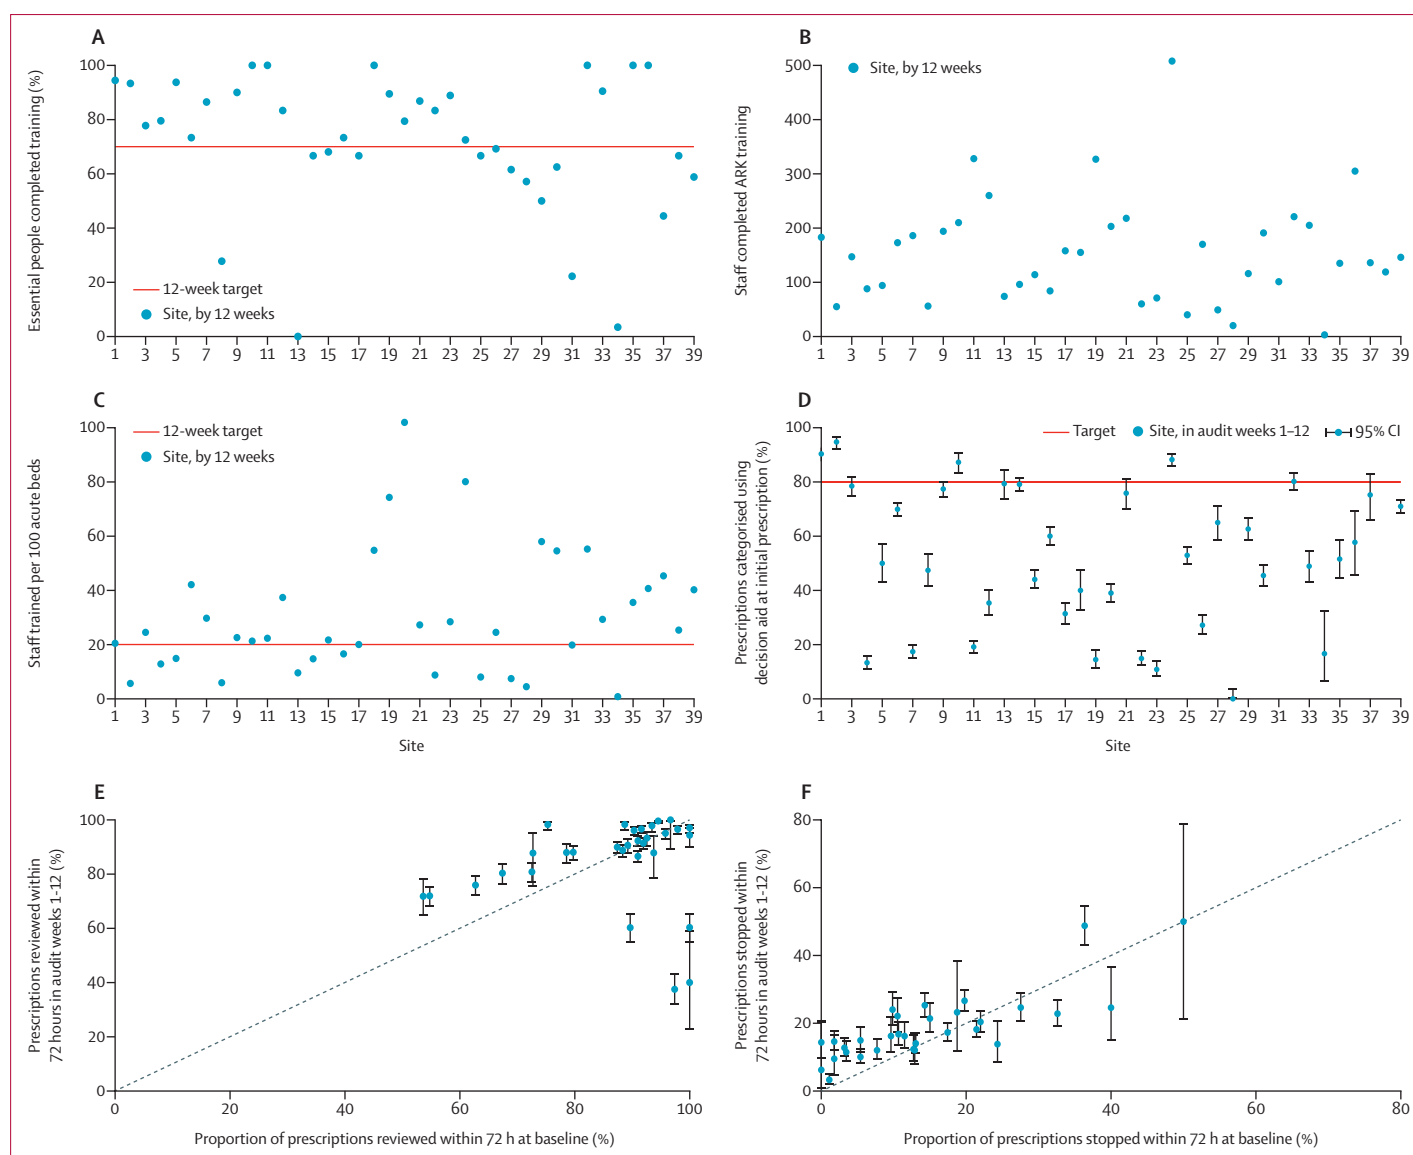 A
Essential people completed training (%)
100
80
60
40
20
0
12-week target
Site, by 12 weeks
1 3 5 7 9 11 13 15 17 19 21 23 25 27 29 31 33 35 37 39
B
Staff completed ARK training
500
400
300
200
100
0
Site, by 12 weeks
1 3 5 7 9 11 13 15 17 19 21 23 25 27 29 31 33 35 37 39
C
Staff trained per 100 acute beds
100
80
60
40
20
0
12-week target
Site, by 12 weeks
1 3 5 7 9 11 13 15 17 19 21 23 25 27 29 31 33 35 37 39
Site
D
Prescriptions categorised using
decision aid at initial prescription (%)
100
80
60
40
20
0
Target Site, in audit weeks 1–12 95% CI
1 3 5 7 9 11 13 15 17 19 21 23 25 27 29 31 33 35 37 39
Site
E
Prescriptions reviewed within
72 hours in audit weeks 1-12 (%)
100
80
60
40
20
0
0 20 40 60 80 100
Proportion of prescriptions reviewed within 72 h at baseline (%)
F
Prescriptions stopped within
72 hours in audit weeks 1-12 (%)
80
60
40
20
0
0 20 40 60 80
Proportion of prescriptions stopped within 72 h at baseline (%)